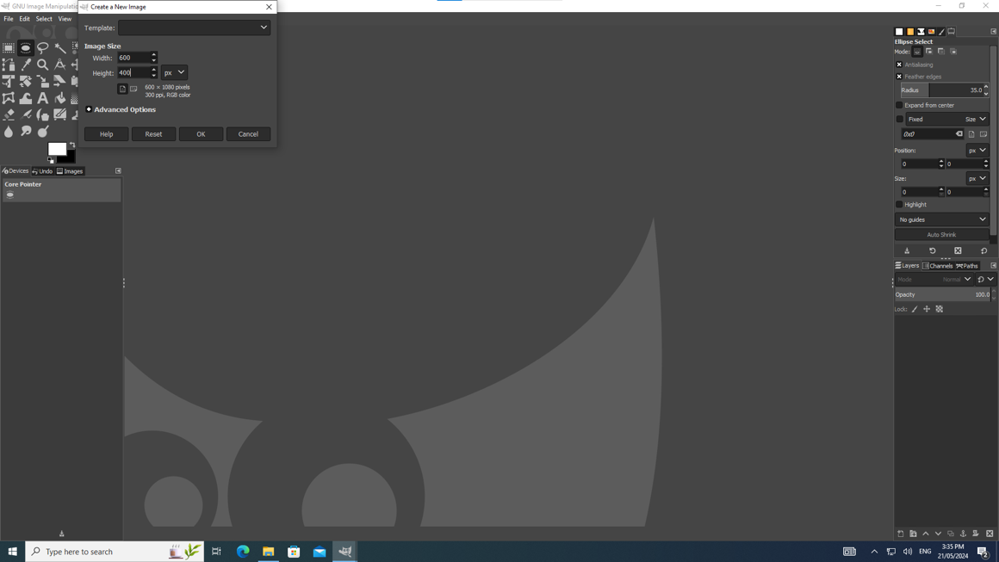 GNU Image Manipulatio
Create a New Image
File Edit Select View
Template:
Image Size
Width: 600
Height: 400 px
600 × 1080 pixels
300 ppi, RGB color
Advanced Options
Help Reset OK Cancel
Devices Undo Images
Core Pointer
Ellipse Select
Mode:
Antialiasing
Feather edges
Radius 35.0
Expand from center
Fixed Size
0x0
Position: px
0 0
Size: px
0 0
Highlight
No guides
Auto Shrink
Layers Channels Paths
Mode Normal
Opacity 100.0
Lock:
Type here to search
ENG
3:35 PM
21/05/2024
2